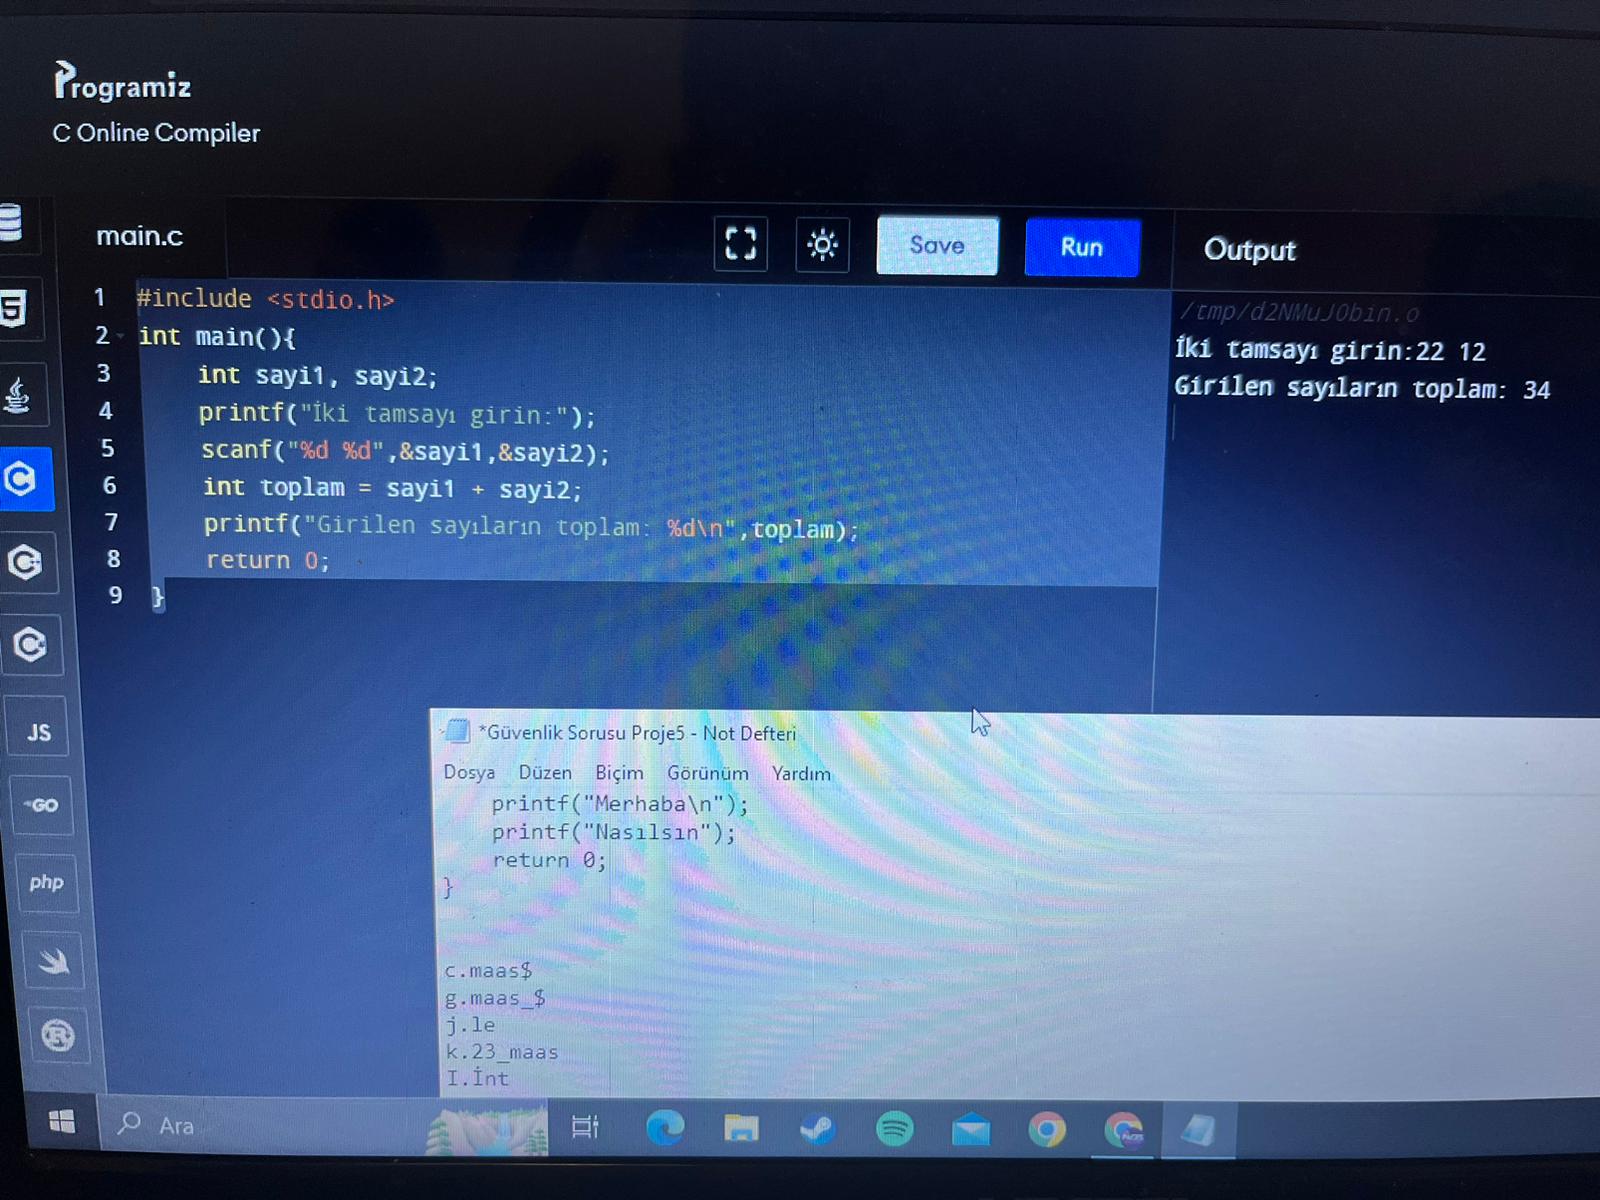 Programiz
C Online Compiler
main.c
Save
Run
Output
1 #include <stdio.h>
2 int main(){
3 int sayi1, sayi2;
4 printf("İki tamsayı girin:");
5 scanf("%d %d",&sayi1,&sayi2);
6 int toplam = sayi1 + sayi2;
7 printf("Girilen sayıların toplam: %d\n",toplam);
8 return 0;
9 }
/tmp/d2NMuJObin.o
İki tamsayı girin:22 12
Girilen sayıların toplam: 34
5
C
C
C
JS
GO
php
R
*Güvenlik Sorusu Proje5 - Not Defteri
Dosya Düzen Biçim Görünüm Yardım
printf("Merhaba\n");
printf("Nasılsın");
return 0;
}
c.maas$
g.maas_$
j.le
k.23_maas
I.İnt
Ara